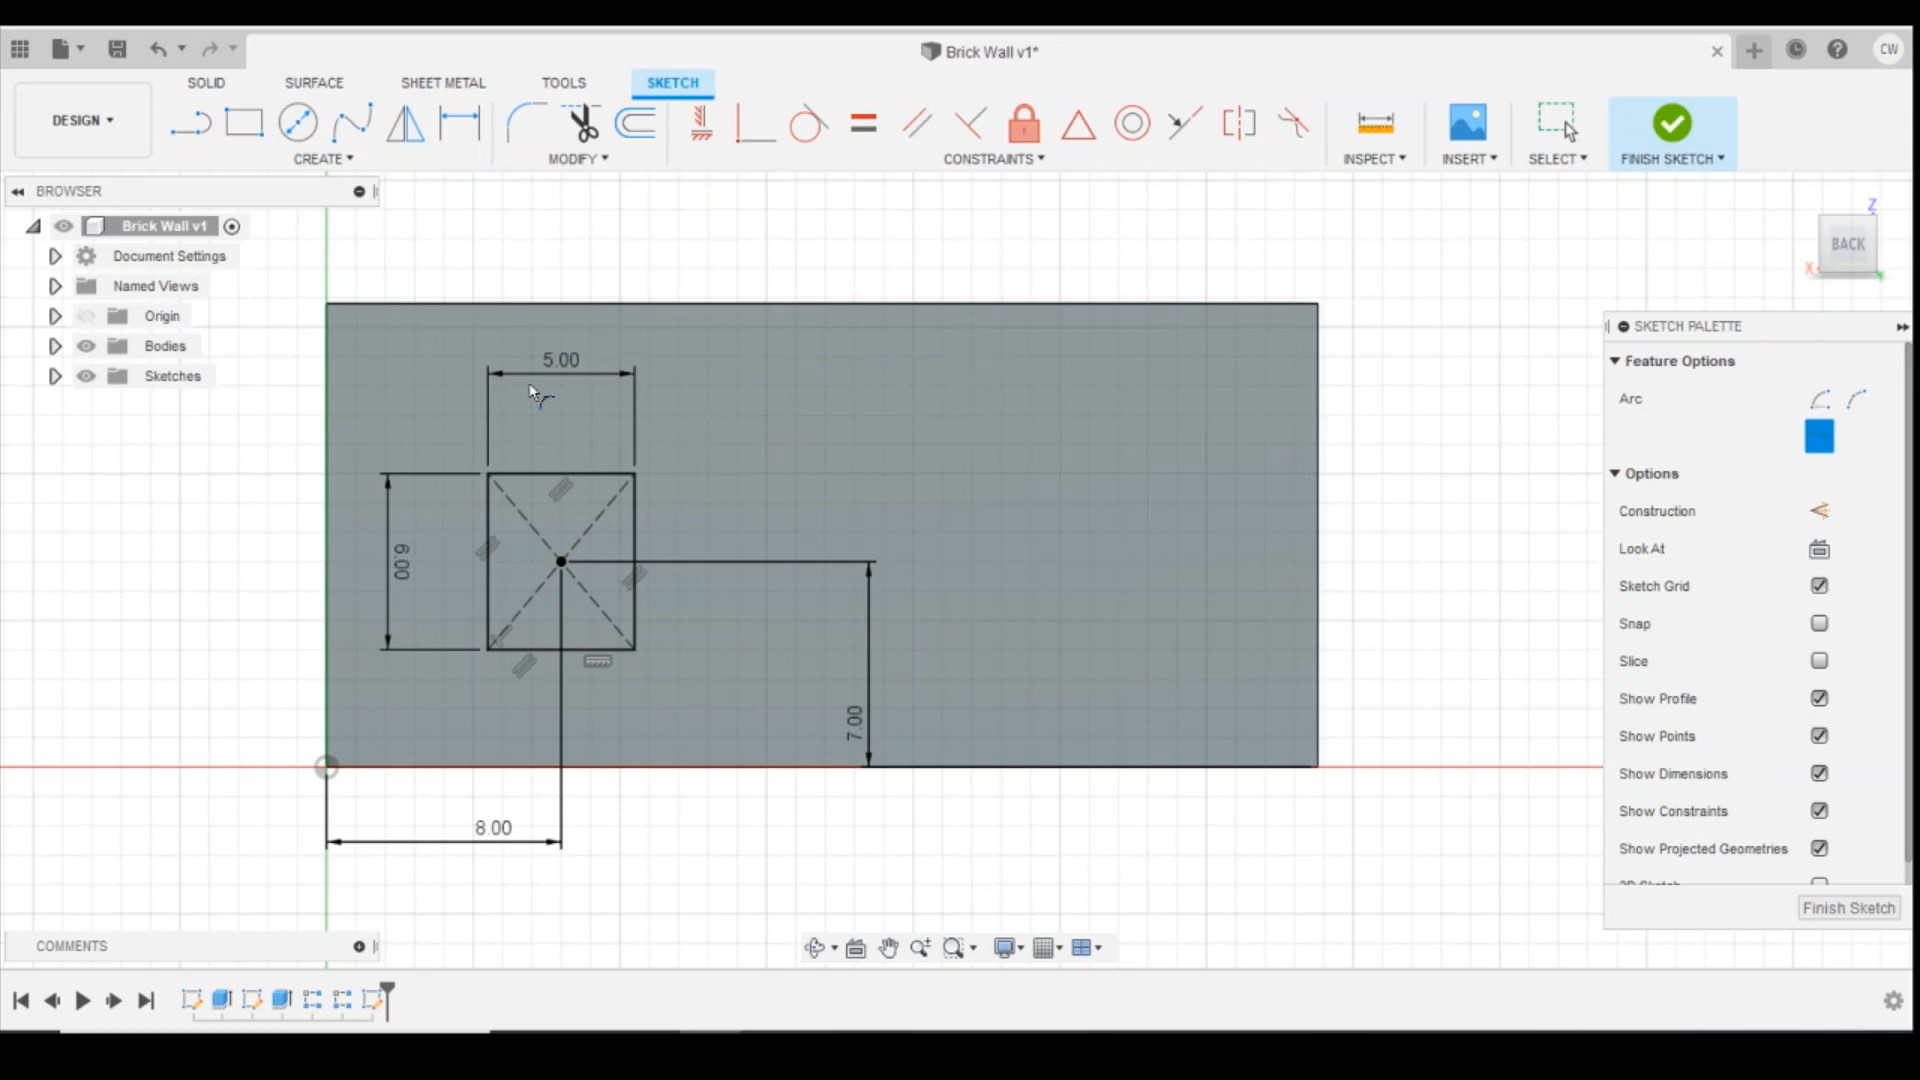 Brick Wall v1*
CW
SOLID
SURFACE
SHEET METAL
TOOLS
SKETCH
DESIGN
CREATE
MODIFY
CONSTRAINTS
INSPECT
INSERT
SELECT
FINISH SKETCH
BROWSER
Brick Wall v1
Document Settings
Named Views
Origin
Bodies
Sketches
Z
BACK
X
5.00
6.00
7.00
8.00
SKETCH PALETTE
Feature Options
Arc
Options
Construction
Look At
Sketch Grid
Snap
Slice
Show Profile
Show Points
Show Dimensions
Show Constraints
Show Projected Geometries
3D Sketch
Finish Sketch
COMMENTS